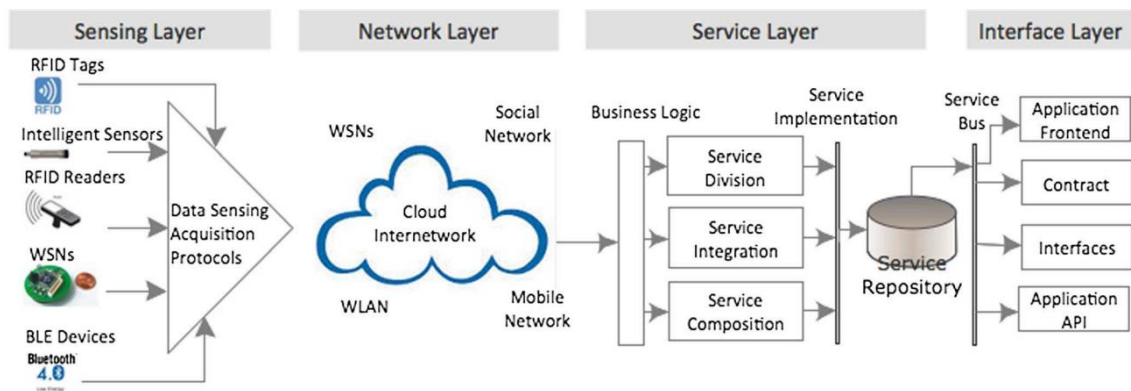 Sensing Layer
Network Layer
Service Layer
Interface Layer
RFID Tags
RFID
Intelligent Sensors
RFID Readers
WSNs
BLE Devices
Bluetooth
4.0
Data Sensing
Acquisition
Protocols
WSNs
Social
Network
Cloud
Internetwork
WLAN
Mobile
Network
Business Logic
Service
Division
Service
Integration
Service
Composition
Service
Implementation
Service
Repository
Service
Bus
Application
Frontend
Contract
Interfaces
Application
API